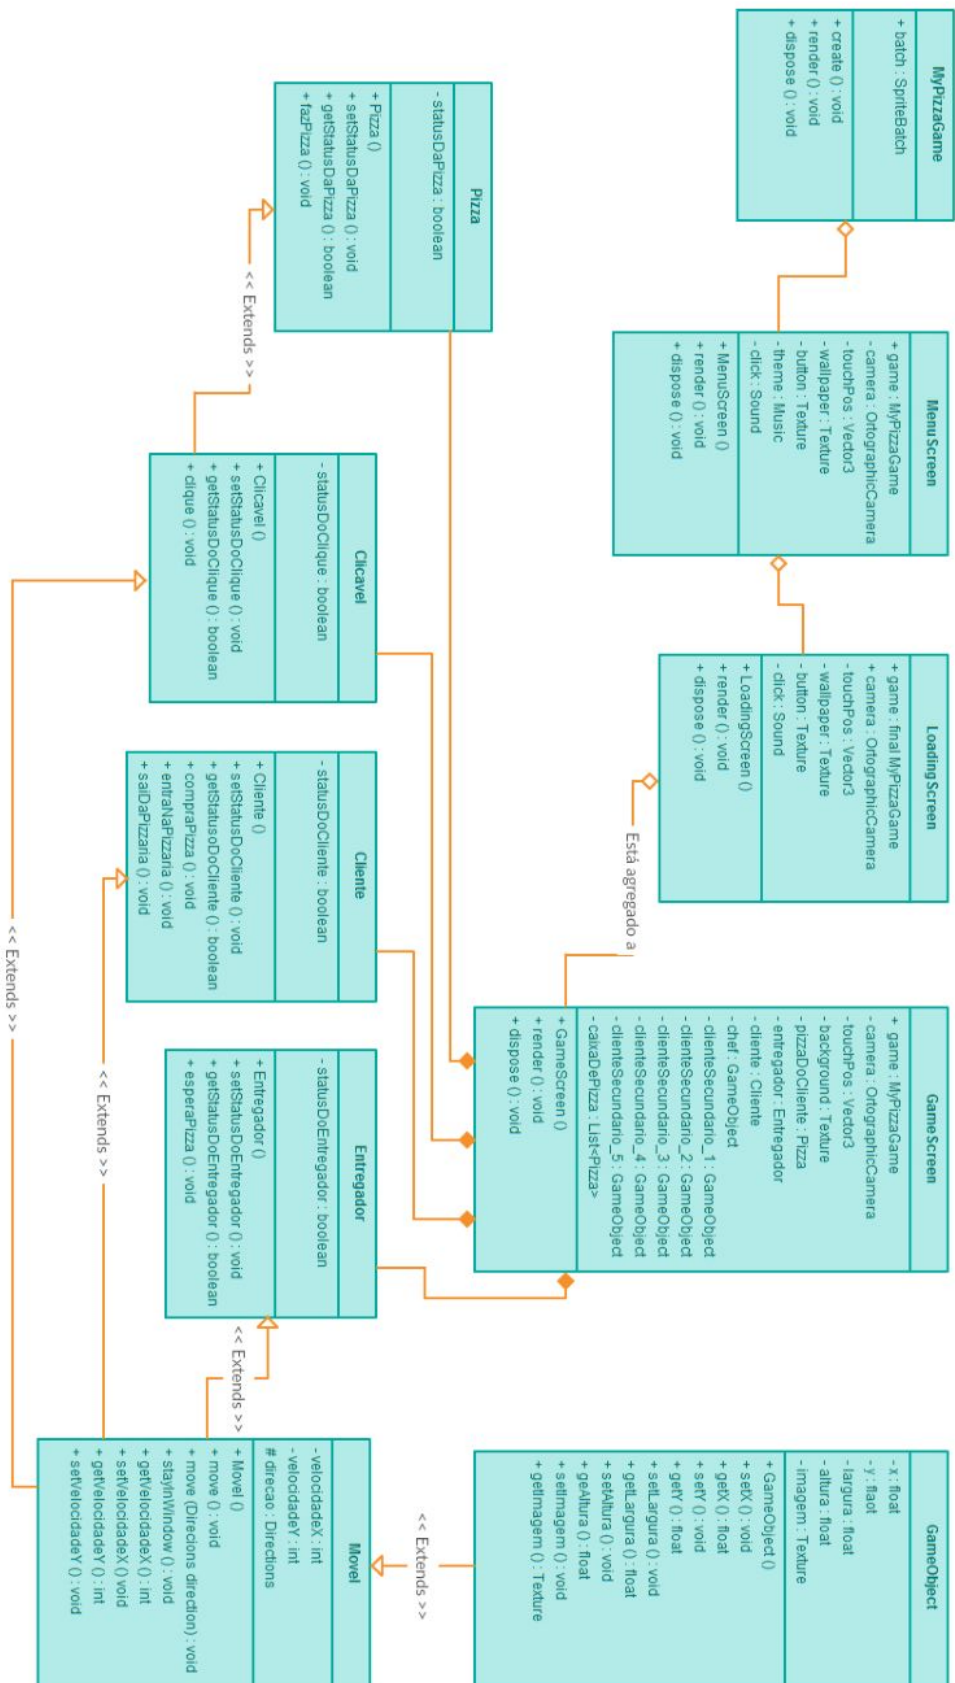 MyPizzaGame
+ batch : SpriteBatch
+ create () : void
+ render () : void
+ dispose () : void
MenuScreen
+ game : MyPizzaGame
- camera : OrtographicCamera
- touchPos : Vector3
- wallpaper : Texture
- button : Texture
- theme : Music
- click : Sound
+ MenuScreen ()
+ render () : void
+ dispose () : void
LoadingScreen
+ game : final MyPizzaGame
+ camera : OrtographicCamera
- touchPos : Vector3
- wallpaper : Texture
- button : Texture
- click : Sound
+ LoadingScreen ()
+ render () : void
+ dispose () : void
Está agregado a
GameScreen
+ game : MyPizzaGame
- camera : OrtographicCamera
- touchPos : Vector3
- background : Texture
- pizzaDoCliente : Pizza
- entregador : Entregador
- cliente : Cliente
- chef : GameObject
- clienteSecundario_1 : GameObject
- clienteSecundario_2 : GameObject
- clienteSecundario_3 : GameObject
- clienteSecundario_4 : GameObject
- clienteSecundario_5 : GameObject
- caixaDePizza : List<Pizza>
+ GameScreen ()
+ render () : void
+ dispose () : void
GameObject
- x : float
- y : flaot
- largura : float
- altura : float
- imagem : Texture
+ GameObject ()
+ setX () : void
+ getX () : float
+ setY () : void
+ getY () : float
+ setLargura () : void
+ getLargura () : float
+ setAltura () : void
+ geAltura () : float
+ setImagem () : void
+ getImagem () : Texture
Pizza
- statusDaPizza : boolean
+ Pizza ()
+ setStatusDaPizza () : void
+ getStatusDaPizza () : boolean
+ fazPizza () : void
<< Extends >>
Clicavel
- statusDoClique : boolean
+ Clicavel ()
+ setStatusDoClique () : void
+ getStatusDoClique () : boolean
+ clique () : void
Cliente
- statusDoCliente : boolean
+ Cliente ()
+ setStatusDoCliente () : void
+ getStatusoDoCliente () : boolean
+ compraPizza () : void
+ entraNaPizzaria () : void
+ saiDaPizzaria () : void
Entregador
- statusDoEntregador : boolean
+ Entregador ()
+ setStatusDoEntregador () : void
+ getStatusDoEntregador () : boolean
+ esperaPizza () : void
<< Extends >>
<< Extends >>
Movel
- velocidadeX : int
- velocidadeY : int
# direcao : Directions
+ Movel ()
+ move () : void
+ move (Direcions direction) : void
+ stayInWindow () : void
+ getVelocidadeX () : int
+ setVelocidadeX () void
+ getVelocidadeY () : int
+ setVelocidadeY () : void
<< Extends >>
<< Extends >>